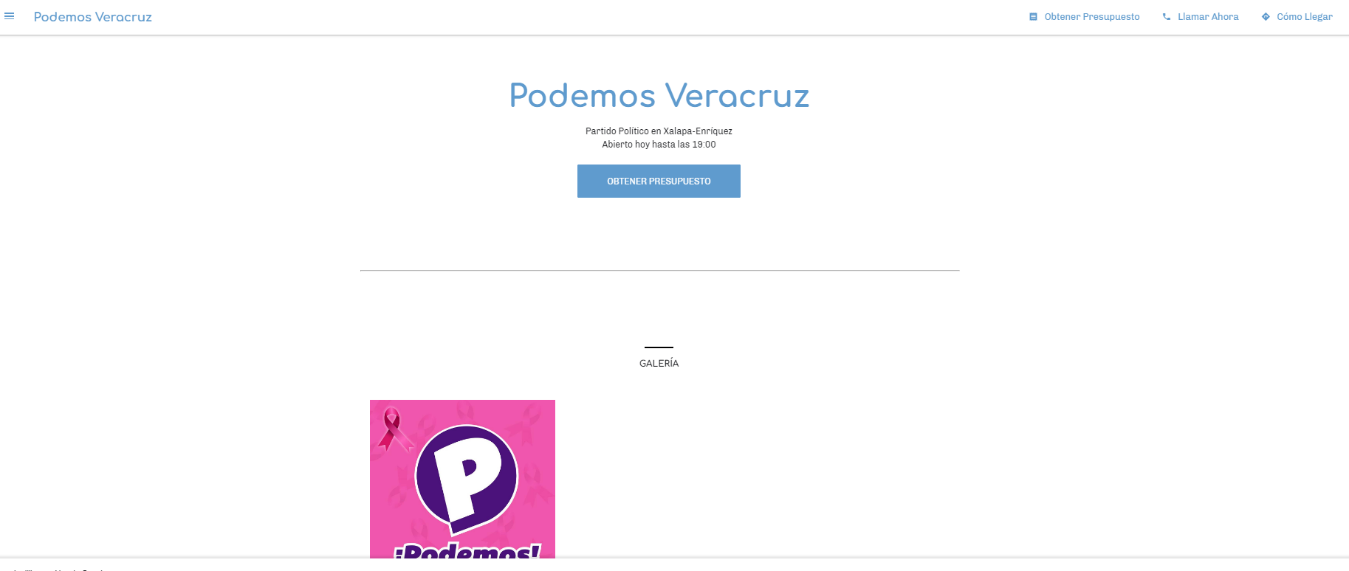 Podemos Veracruz
Obtener Presupuesto
Llamar Ahora
Cómo Llegar
Podemos Veracruz
Partido Político en Xalapa-Enríquez
Abierto hoy hasta las 19:00
OBTENER PRESUPUESTO
GALERÍA
P
¡Podemos!